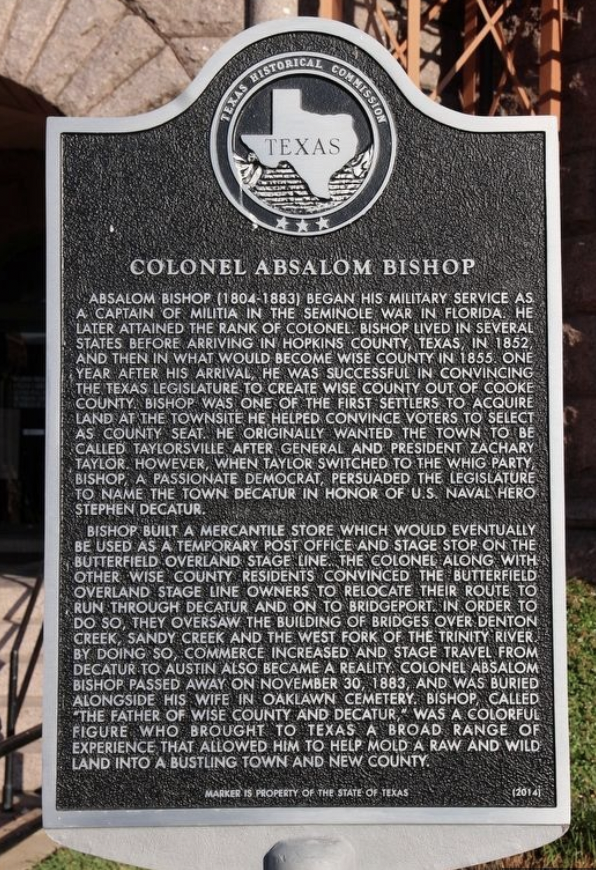 TEXAS HISTORICAL COMMISSION
TEXAS
COLONEL ABSALOM BISHOP
ABSALOM BISHOP (1804-1883) BEGAN HIS MILITARY SERVICE AS
A CAPTAIN OF MILITIA IN THE SEMINOLE WAR IN FLORIDA. HE
LATER ATTAINED THE RANK OF COLONEL. BISHOP LIVED IN SEVERAL
STATES BEFORE ARRIVING IN HOPKINS COUNTY, TEXAS, IN 1852,
AND THEN IN WHAT WOULD BECOME WISE COUNTY IN 1855. ONE
YEAR AFTER HIS ARRIVAL, HE WAS SUCCESSFUL IN CONVINCING
THE TEXAS LEGISLATURE TO CREATE WISE COUNTY OUT OF COOKE
COUNTY. BISHOP WAS ONE OF THE FIRST SETTLERS TO ACQUIRE
LAND AT THE TOWNSITE HE HELPED CONVINCE VOTERS TO SELECT
AS COUNTY SEAT. HE ORIGINALLY WANTED THE TOWN TO BE
CALLED TAYLORSVILLE AFTER GENERAL AND PRESIDENT ZACHARY
TAYLOR. HOWEVER, WHEN TAYLOR SWITCHED TO THE WHIG PARTY,
BISHOP, A PASSIONATE DEMOCRAT, PERSUADED THE LEGISLATURE
TO NAME THE TOWN DECATUR IN HONOR OF U.S. NAVAL HERO
STEPHEN DECATUR.
BISHOP BUILT A MERCANTILE STORE WHICH WOULD EVENTUALLY
BE USED AS A TEMPORARY POST OFFICE AND STAGE STOP ON THE
BUTTERFIELD OVERLAND STAGE LINE. THE COLONEL ALONG WITH
OTHER WISE COUNTY RESIDENTS CONVINCED THE BUTTERFIELD
OVERLAND STAGE LINE OWNERS TO RELOCATE THEIR ROUTE TO
RUN THROUGH DECATUR AND ON TO BRIDGEPORT. IN ORDER TO
DO SO, THEY OVERSAW THE BUILDING OF BRIDGES OVER DENTON
CREEK, SANDY CREEK AND THE WEST FORK OF THE TRINITY RIVER.
BY DOING SO, COMMERCE INCREASED AND STAGE TRAVEL FROM
DECATUR TO AUSTIN ALSO BECAME A REALITY. COLONEL ABSALOM
BISHOP PASSED AWAY ON NOVEMBER 30, 1883, AND WAS BURIED
ALONGSIDE HIS WIFE IN OAKLAWN CEMETERY. BISHOP, CALLED
"THE FATHER OF WISE COUNTY AND DECATUR," WAS A COLORFUL
FIGURE WHO BROUGHT TO TEXAS A BROAD RANGE OF
EXPERIENCE THAT ALLOWED HIM TO HELP MOLD A RAW AND WILD
LAND INTO A BUSTLING TOWN AND NEW COUNTY.
MARKER IS PROPERTY OF THE STATE OF TEXAS (2014)